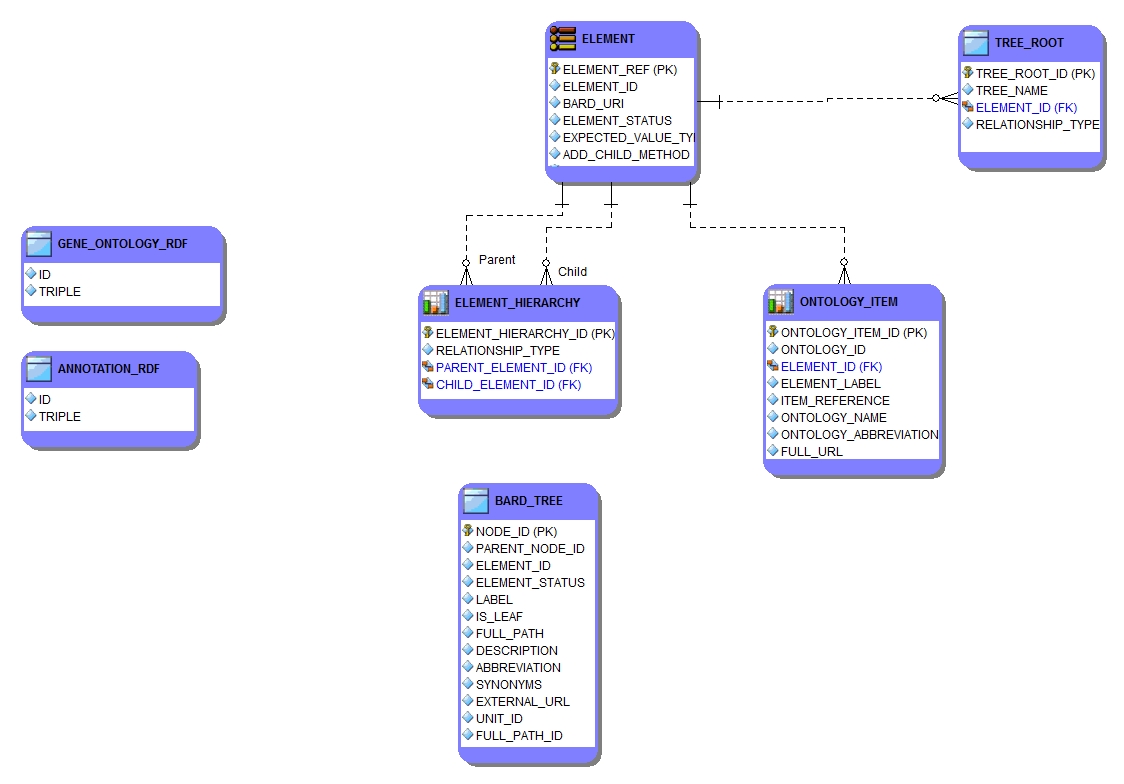 ELEMENT
ELEMENT_REF (PK)
ELEMENT_ID
BARD_URI
ELEMENT_STATUS
EXPECTED_VALUE_TY
ADD_CHILD_METHOD
TREE_ROOT
TREE_ROOT_ID (PK)
TREE_NAME
ELEMENT_ID (FK)
RELATIONSHIP_TYPE
GENE_ONTOLOGY_RDF
ID
TRIPLE
ANNOTATION_RDF
ID
TRIPLE
Parent
Child
ELEMENT_HIERARCHY
ELEMENT_HIERARCHY_ID (PK)
RELATIONSHIP_TYPE
PARENT_ELEMENT_ID (FK)
CHILD_ELEMENT_ID (FK)
ONTOLOGY_ITEM
ONTOLOGY_ITEM_ID (PK)
ONTOLOGY_ID
ELEMENT_ID (FK)
ELEMENT_LABEL
ITEM_REFERENCE
ONTOLOGY_NAME
ONTOLOGY_ABBREVIATION
FULL_URL
BARD_TREE
NODE_ID (PK)
PARENT_NODE_ID
ELEMENT_ID
ELEMENT_STATUS
LABEL
IS_LEAF
FULL_PATH
DESCRIPTION
ABBREVIATION
SYNONYMS
EXTERNAL_URL
UNIT_ID
FULL_PATH_ID